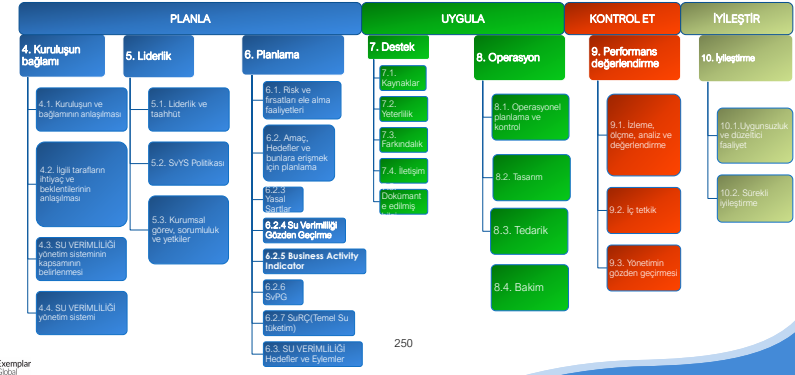 PLANLA
UYGULA
KONTROL ET
İYİLEŞTİR
4. Kuruluşun
bağlamı
4.1. Kuruluşun ve
bağlamının anlaşılması
4.2. İlgili tarafların
ihtiyaç ve
beklentilerinin
anlaşılması
4.3. SU VERİMLİLİĞİ
yönetim sisteminin
kapsamının
belirlenmesi
4.4. SU VERİMLİLİĞİ
yönetim sistemi
5. Liderlik
5.1. Liderlik ve
taahhüt
5.2. SvYS Politikası
5.3. Kurumsal
görev, sorumluluk
ve yetkiler
6. Planlama
6.1. Risk ve
fırsatları ele alma
faaliyetleri
6.2. Amaç,
Hedefler ve
bunlara erişmek
için planlama
6.2.3
Yasal
Şartlar
6.2.4 Su Verimliliği
Gözden Geçirme
6.2.5 Business Activity
Indicator
6.2.6
SvPG
6.2.7 SuRÇ(Temel Su
tüketim)
6.3. SU VERİMLİLİĞİ
Hedefler ve Eylemler
7. Destek
7.1.
Kaynaklar
7.2.
Yeterlilik
7.3.
Farkındalık
7.4. İletişim
Dokümant
e edilmiş
8. Operasyon
8.1. Operasyonel
planlama ve
kontrol
8.2. Tasarım
8.3. Tedarik
8.4. Bakim
9. Performans
değerlendirme
9.1. İzleme,
ölçme, analiz ve
değerlendirme
9.2. İç tetkik
9.3. Yönetimin
gözden geçirmesi
10. İyileştirme
10.1.Uygunsuzluk
ve düzeltici
faaliyet
10.2. Sürekli
iyileştirme
250
Exemplar
Global